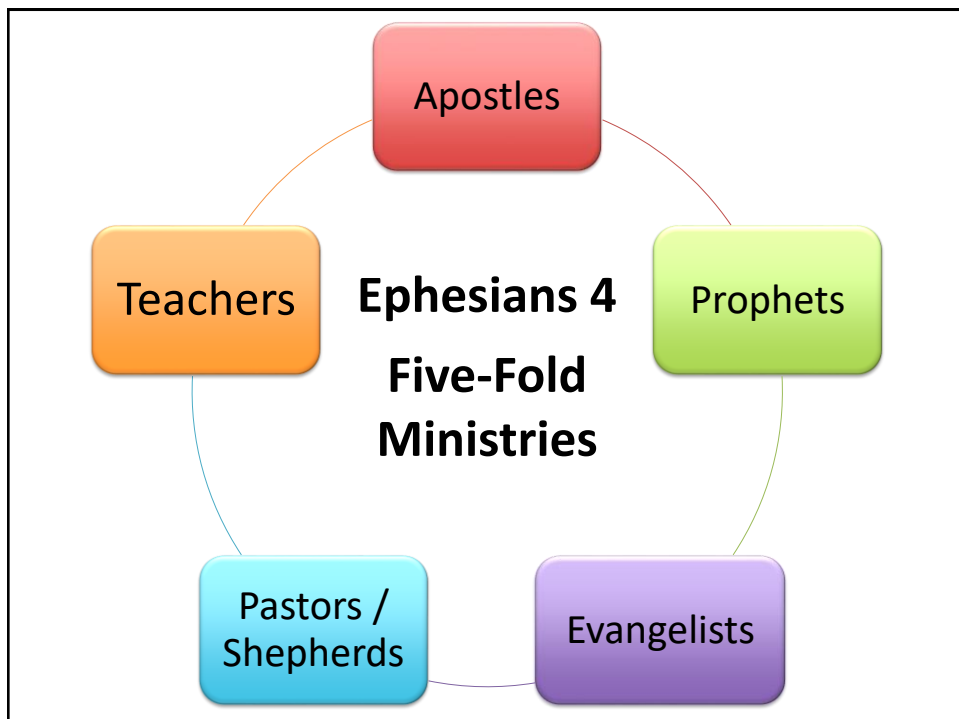 Apostles
Teachers
Ephesians 4
Five-Fold
Ministries
Prophets
Pastors /
Shepherds
Evangelists